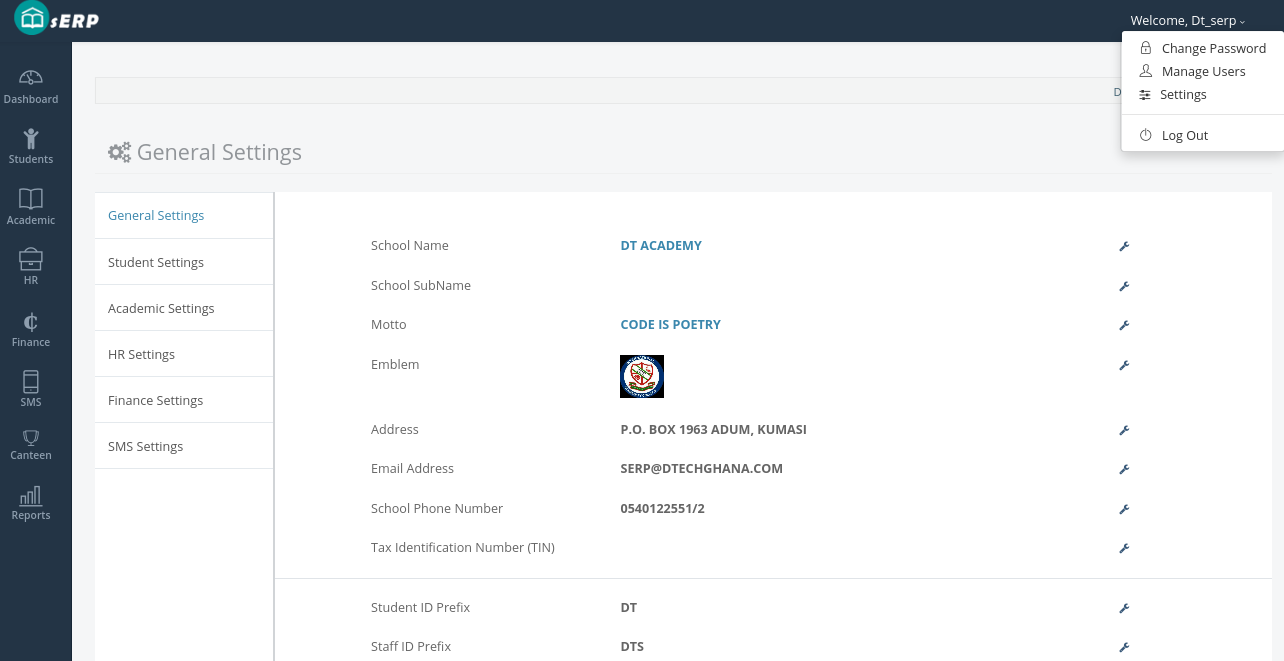 sERP
Welcome, Dt_serp
Change Password
Manage Users
Settings
Log Out
D
Dashboard
Students
Academic
HR
Finance
SMS
Canteen
Reports
General Settings
General Settings
Student Settings
Academic Settings
HR Settings
Finance Settings
SMS Settings
School Name DT ACADEMY
School SubName
Motto CODE IS POETRY
Emblem
Address P.O. BOX 1963 ADUM, KUMASI
Email Address SERP@DTECHGHANA.COM
School Phone Number 0540122551/2
Tax Identification Number (TIN)
Student ID Prefix DT
Staff ID Prefix DTS